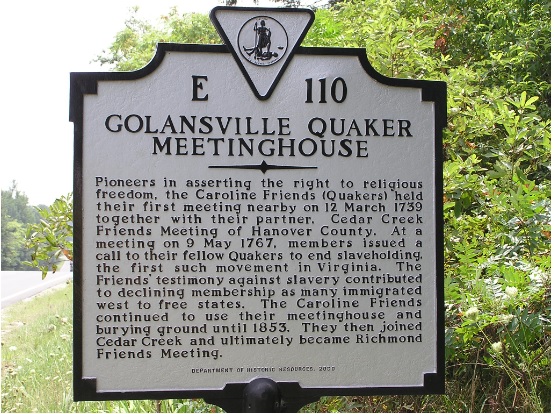 E 110
GOLANSVILLE QUAKER
MEETINGHOUSE
Pioneers in asserting the right to religious
freedom, the Caroline Friends (Quakers) held
their first meeting nearby on 12 March 1739
together with their partner, Cedar Creek
Friends Meeting of Hanover County. At a
meeting on 9 May 1767, members issued a
call to their fellow Quakers to end slaveholding,
the first such movement in Virginia. The
Friends' testimony against slavery contributed
to declining membership as many immigrated
west to free states. The Caroline Friends
continued to use their meetinghouse and
burying ground until 1853. They then joined
Cedar Creek and ultimately became Richmond
Friends Meeting.
DEPARTMENT OF HISTORIC RESOURCES, 2000